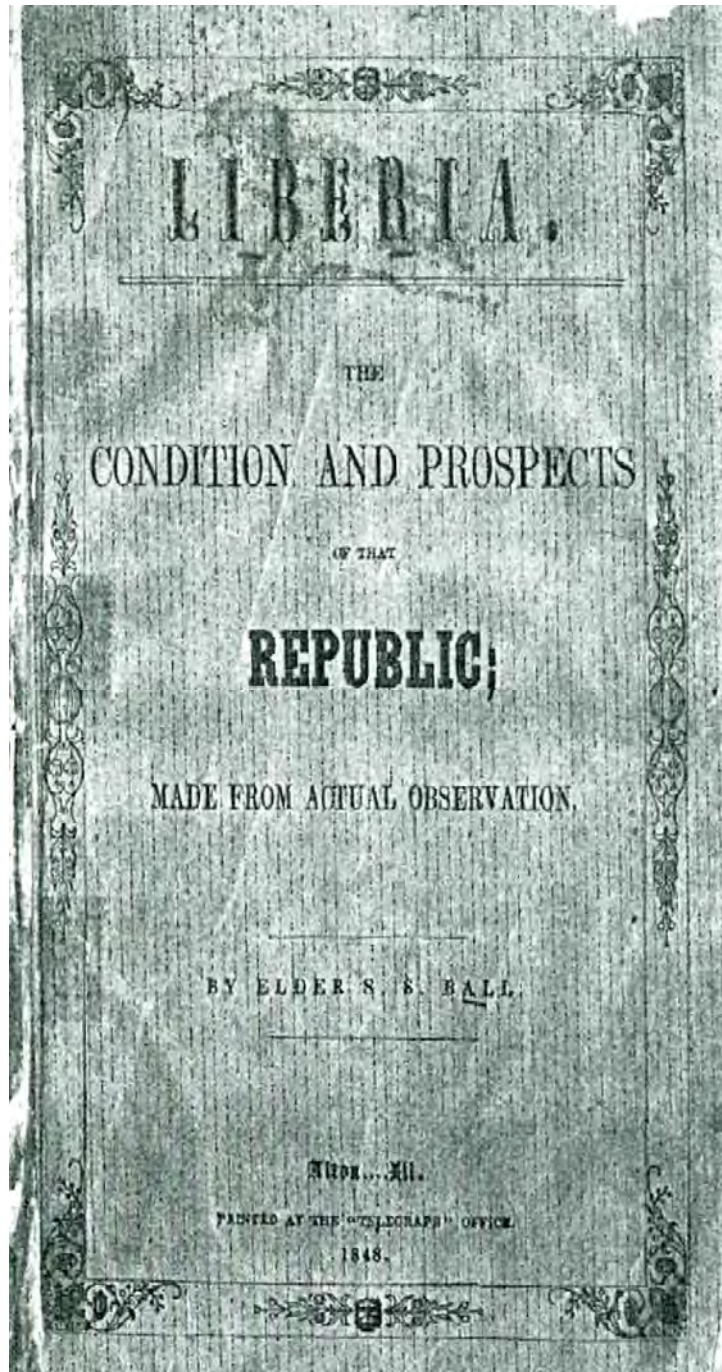 LIBERIA.
THE
CONDITION AND PROSPECTS
OF THAT
REPUBLIC;
MADE FROM ACTUAL OBSERVATION.
BY ELDER S. S. BALL.
Alton....Ill.
PRINTED AT THE "TELEGRAPH" OFFICE.
1848.